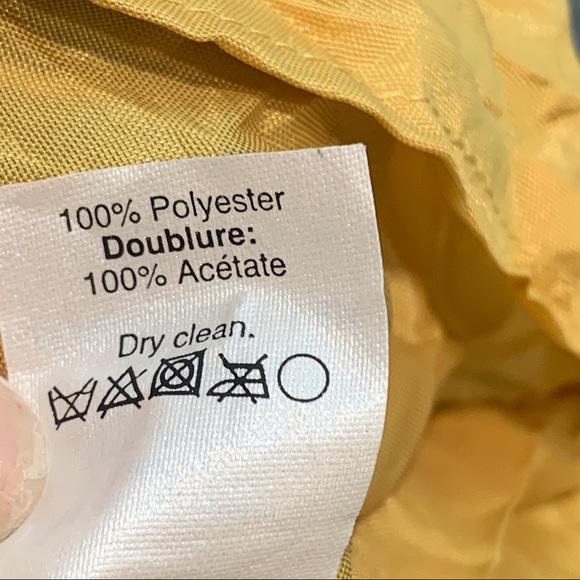 100% Polyester
Doublure:
100% Acétate
Dry clean.